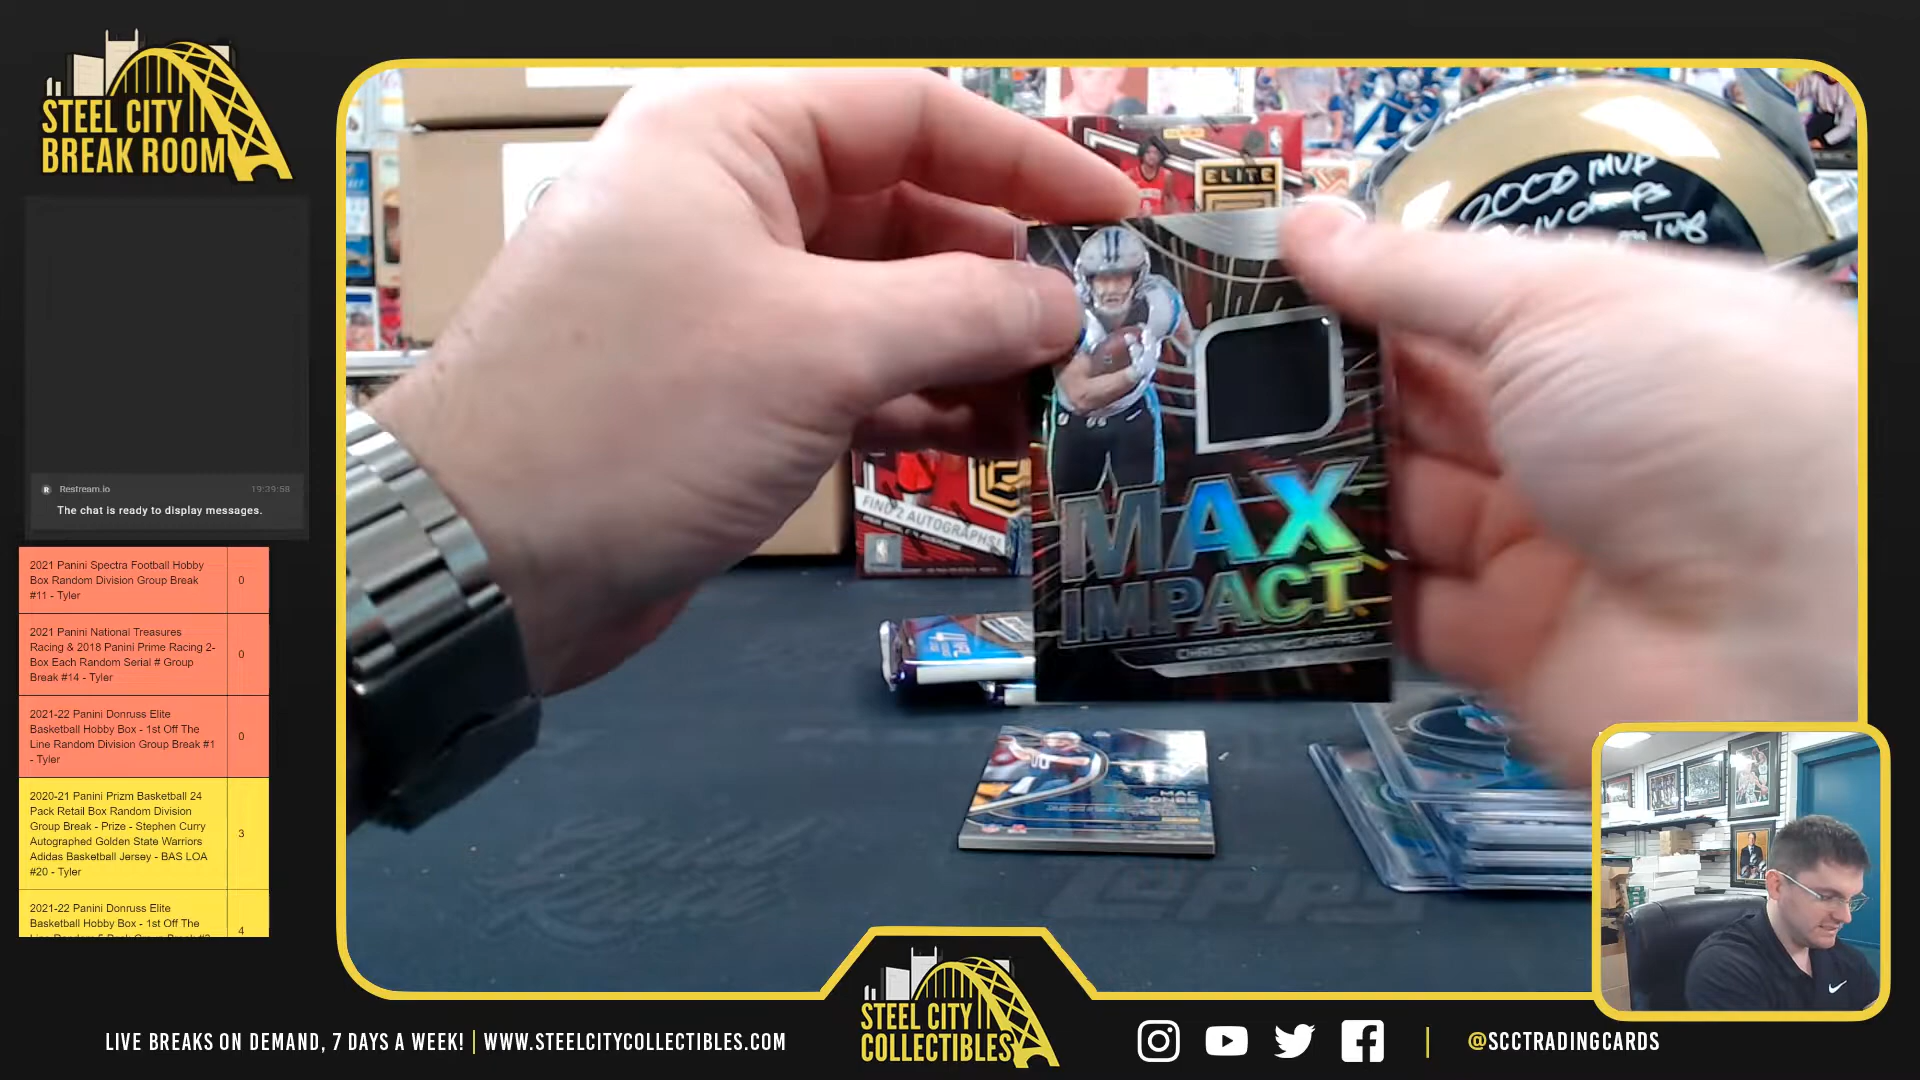 STEEL CITY
BREAK ROOM
Restream.io 19:39:58
The chat is ready to display messages.
2021 Panini Spectra Football Hobby
Box Random Division Group Break
#11 - Tyler
0
2021 Panini National Treasures
Racing & 2018 Panini Prime Racing 2-
Box Each Random Serial # Group
Break #14 - Tyler
0
2021-22 Panini Donruss Elite
Basketball Hobby Box - 1st Off The
Line Random Division Group Break #1
- Tyler
0
2020-21 Panini Prizm Basketball 24
Pack Retail Box Random Division
Group Break - Prize - Stephen Curry
Autographed Golden State Warriors
Adidas Basketball Jersey - BAS LOA
#20 - Tyler
3
2021-22 Panini Donruss Elite
Basketball Hobby Box - 1st Off The
4
ELITE
2006 MVP
FIND 2 AUTOGRAPHS!
MAX
IMPACT
CHRISTIAN MCCAFFREY
MAC
JONES
STEEL CITY
COLLECTIBLES
LIVE BREAKS ON DEMAND, 7 DAYS A WEEK! | WWW.STEELCITYCOLLECTIBLES.COM
@SCCTRADINGCARDS